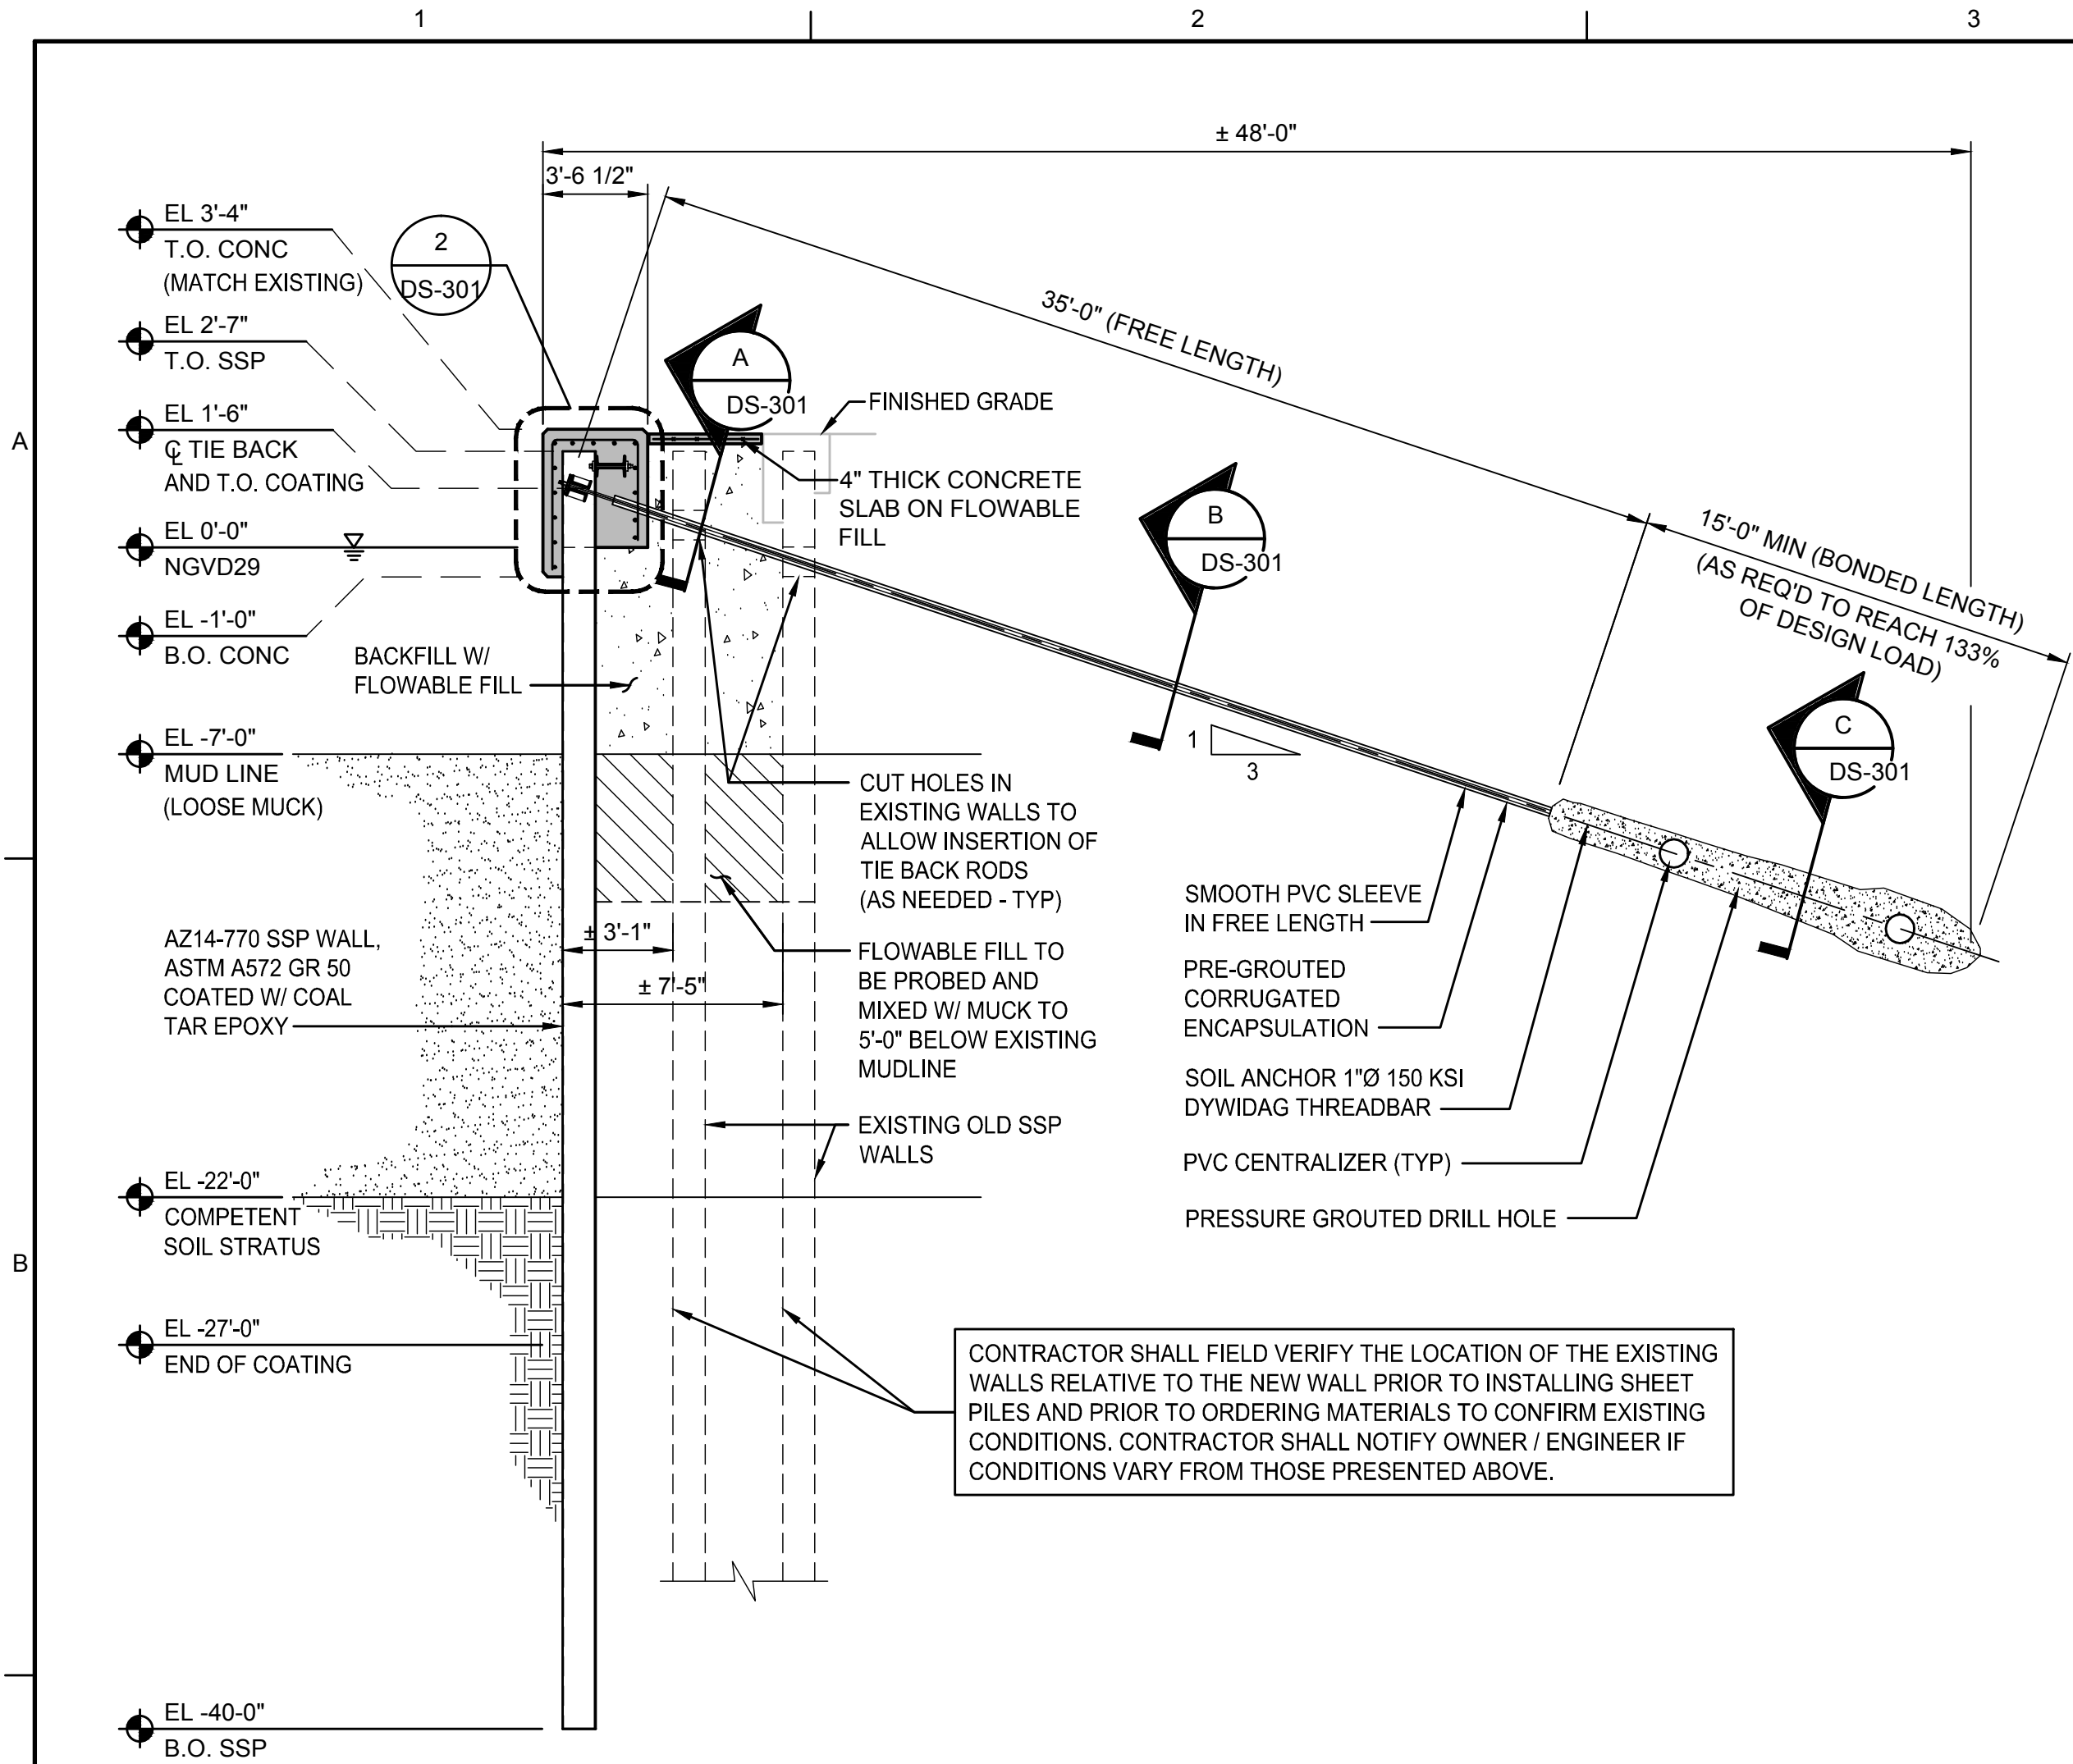 1
2
3
± 48'-0"
3'-6 1/2"
EL 3'-4"
T.O. CONC
(MATCH EXISTING)
2
DS-301
EL 2'-7"
T.O. SSP
EL 1'-6"
℄ TIE BACK
AND T.O. COATING
EL 0'-0"
NGVD29
EL -1'-0"
B.O. CONC
A
A
DS-301
FINISHED GRADE
4" THICK CONCRETE
SLAB ON FLOWABLE
FILL
35'-0" (FREE LENGTH)
B
DS-301
15'-0" MIN (BONDED LENGTH)
(AS REQ'D TO REACH 133%
OF DESIGN LOAD)
C
DS-301
1
3
BACKFILL W/
FLOWABLE FILL
EL -7'-0"
MUD LINE
(LOOSE MUCK)
CUT HOLES IN
EXISTING WALLS TO
ALLOW INSERTION OF
TIE BACK RODS
(AS NEEDED - TYP)
± 3'-1"
± 7'-5"
AZ14-770 SSP WALL,
ASTM A572 GR 50
COATED W/ COAL
TAR EPOXY
FLOWABLE FILL TO
BE PROBED AND
MIXED W/ MUCK TO
5'-0" BELOW EXISTING
MUDLINE
EXISTING OLD SSP
WALLS
SMOOTH PVC SLEEVE
IN FREE LENGTH
PRE-GROUTED
CORRUGATED
ENCAPSULATION
SOIL ANCHOR 1"Ø 150 KSI
DYWIDAG THREADBAR
PVC CENTRALIZER (TYP)
PRESSURE GROUTED DRILL HOLE
EL -22'-0"
COMPETENT
SOIL STRATUS
B
EL -27'-0"
END OF COATING
CONTRACTOR SHALL FIELD VERIFY THE LOCATION OF THE EXISTING
WALLS RELATIVE TO THE NEW WALL PRIOR TO INSTALLING SHEET
PILES AND PRIOR TO ORDERING MATERIALS TO CONFIRM EXISTING
CONDITIONS. CONTRACTOR SHALL NOTIFY OWNER / ENGINEER IF
CONDITIONS VARY FROM THOSE PRESENTED ABOVE.
EL -40-0"
B.O. SSP